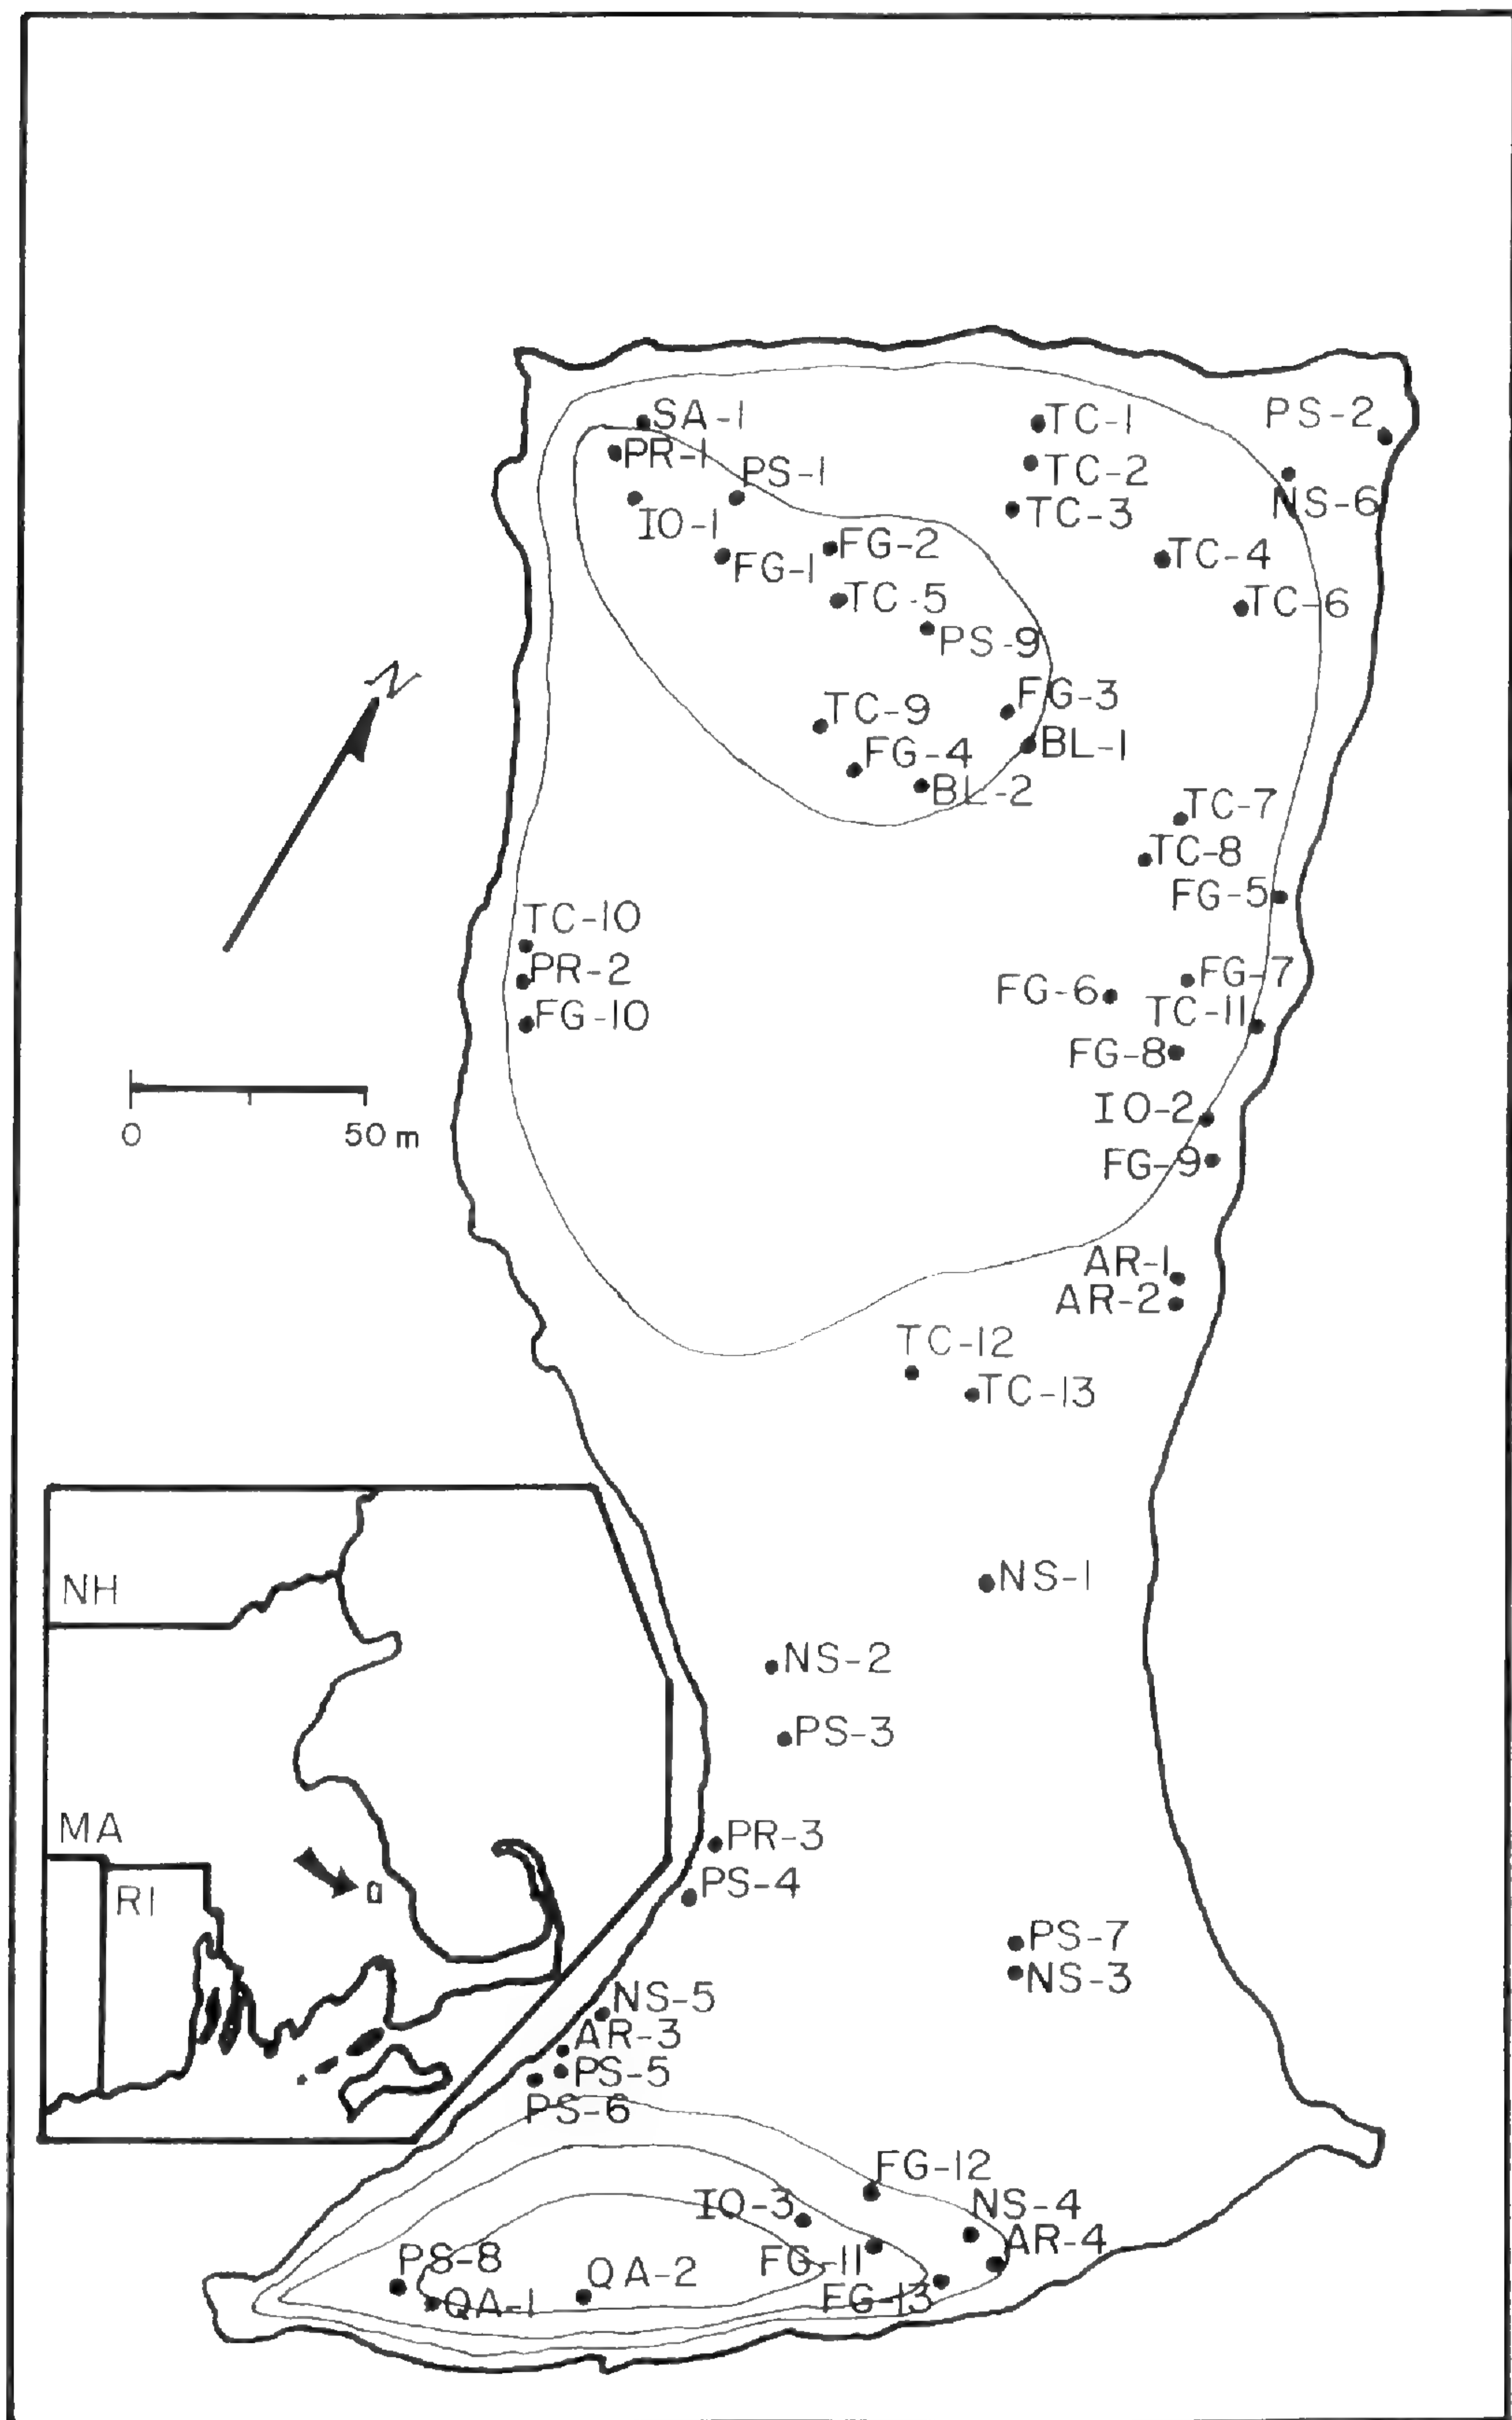 SA-1
TC-1
PS-2
PR-1
PS-1
TC-2
NS-6
IO-1
TC-3
FG-2
FG-1
TC-4
TC-5
TC-6
PS-9
N
FG-3
TC-9
BL-1
FG-4
BL-2
TC-7
TC-8
FG-5
TC-10
PR-2
FG-7
FG-6
TC-11
FG-10
FG-8
IO-2
0
50 m
FG-9
AR-1
AR-2
TC-12
TC-13
NH
NS-1
NS-2
PS-3
MA
PR-3
RI
PS-4
PS-7
NS-3
NS-5
AR-3
PS-5
PS-6
FG-12
IO-3
NS-4
AR-4
PS-8
FG-11
QA-2
QA-1
FG-13